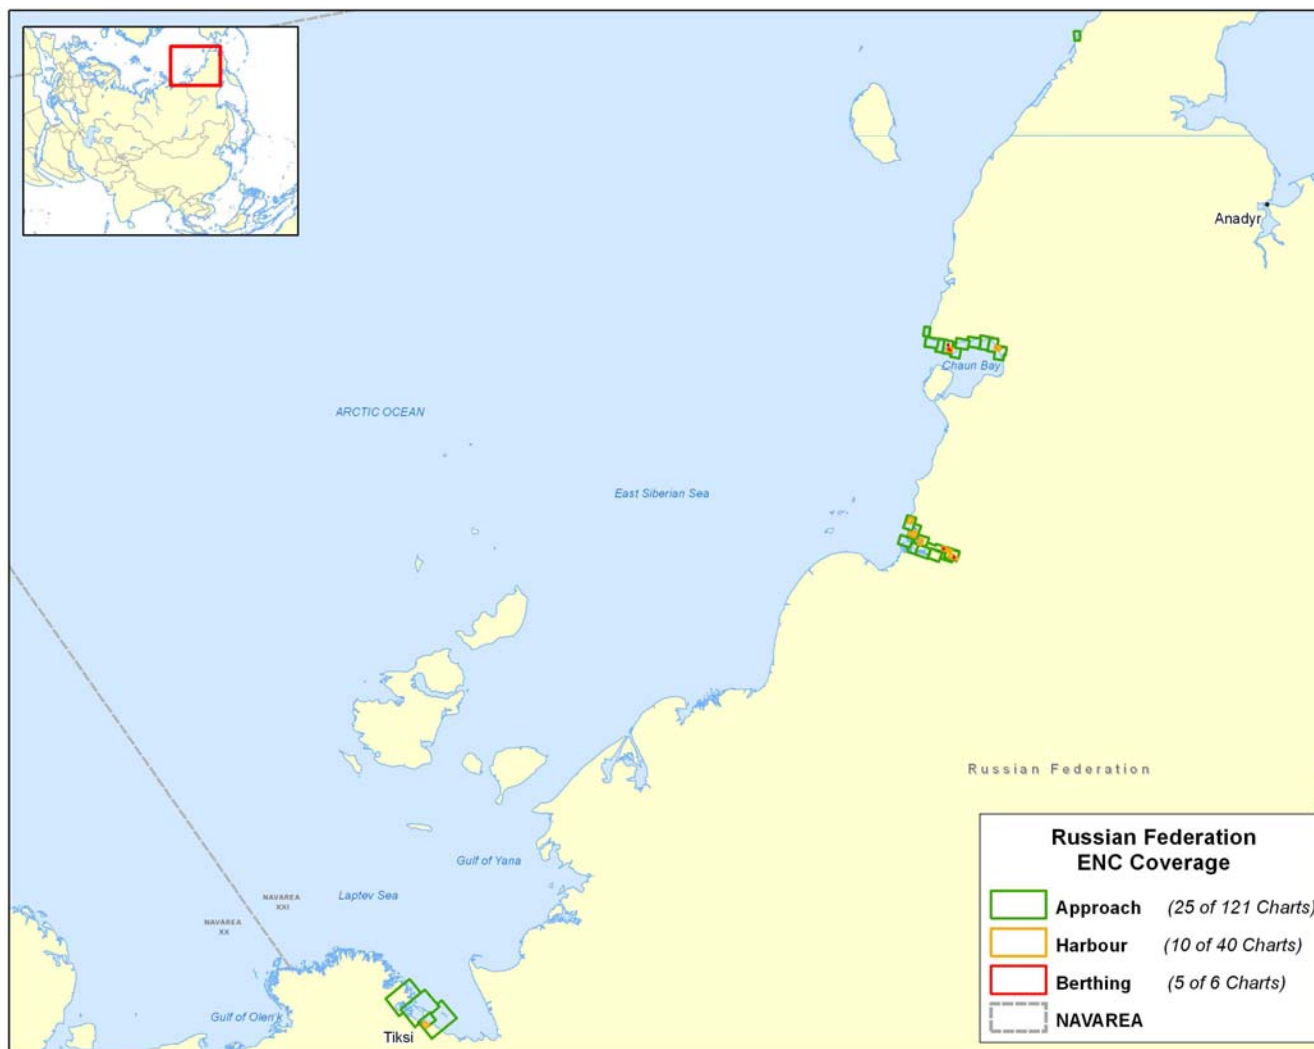 Anadyr
Chaun Bay
ARCTIC OCEAN
East Siberian Sea
Russian Federation
Gulf of Yana
Laptev Sea
NAVAREA
XXI
NAVAREA
XX
Gulf of Olen'k
Tiksi
Russian Federation
ENC Coverage
Approach (25 of 121 Charts)
Harbour (10 of 40 Charts)
Berthing (5 of 6 Charts)
NAVAREA